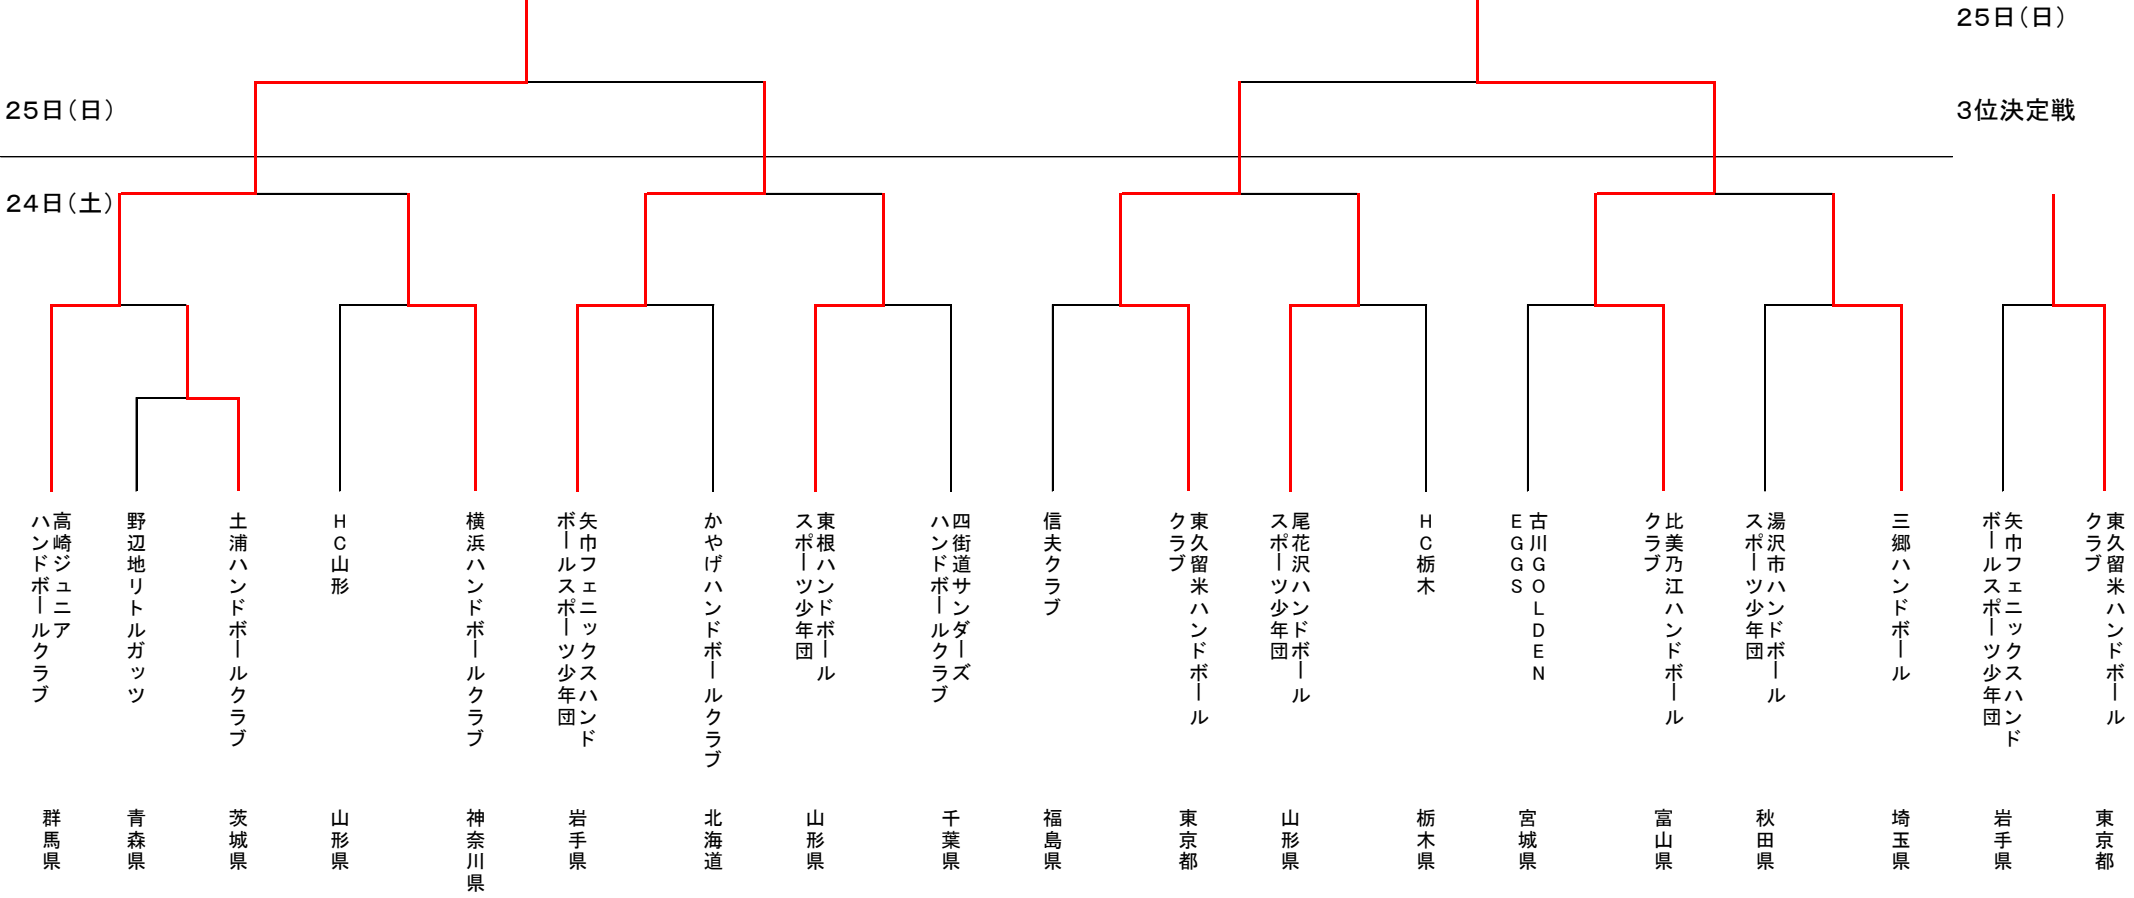 25日(日)
25日(日)
3位決定戦
24日(土)
高崎ジュニア
ハンドボールクラブ
野辺地リトルガッツ
土浦ハンドボールクラブ
HC山形
横浜ハンドボールクラブ
矢巾フェニックスハンド
ボールスポーツ少年団
かやげハンドボールクラブ
東根ハンドボール
スポーツ少年団
四街道サンダーズ
ハンドボールクラブ
信夫クラブ
東久留米ハンドボール
クラブ
尾花沢ハンドボール
スポーツ少年団
HC栃木
古川GOLDEN
EGGS
比美乃江ハンドボール
クラブ
湯沢市ハンドボール
スポーツ少年団
三郷ハンドボール
矢巾フェニックスハンド
ボールスポーツ少年団
東久留米ハンドボール
クラブ
群馬県
青森県
茨城県
山形県
神奈川県
岩手県
北海道
山形県
千葉県
福島県
東京都
山形県
栃木県
宮城県
富山県
秋田県
埼玉県
岩手県
東京都